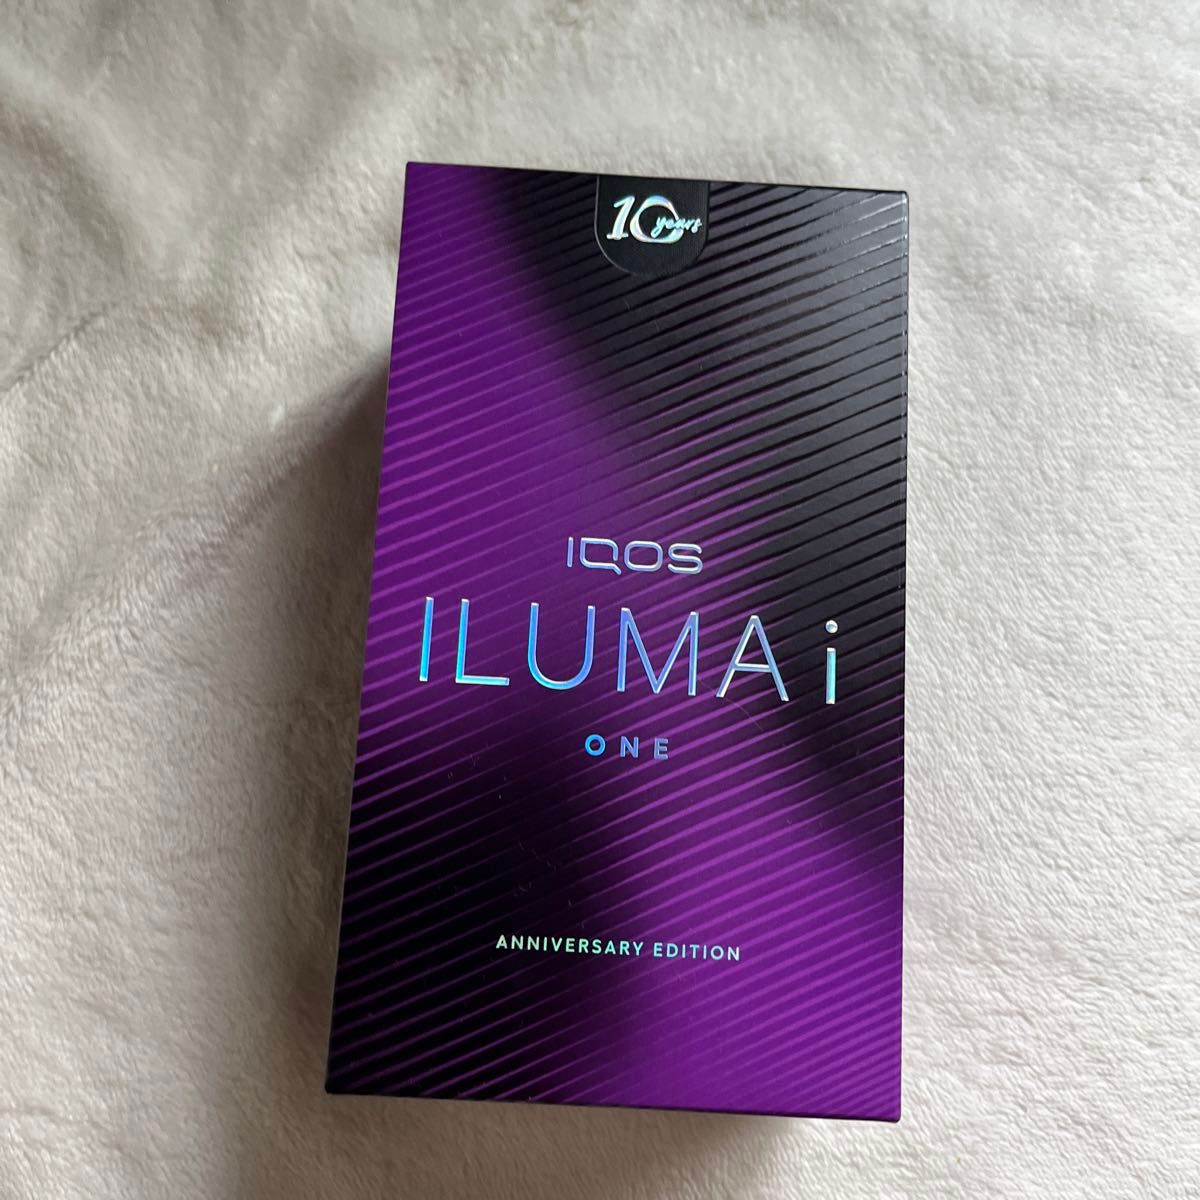 10 years
IQOS
ILUMA i
ONE
ANNIVERSARY EDITION